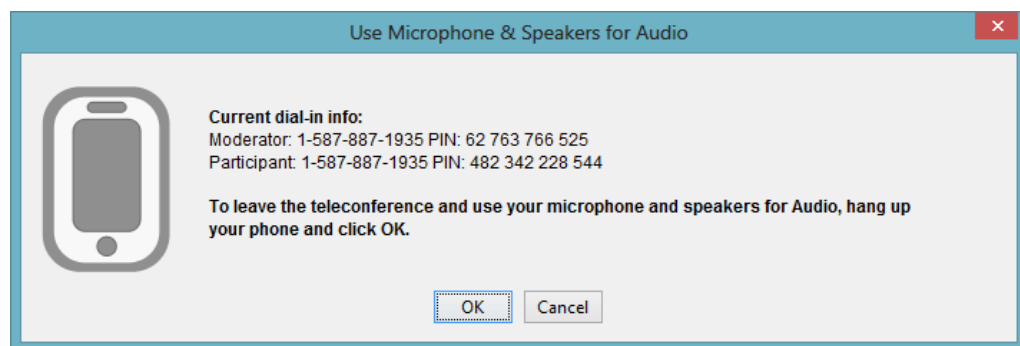 Use Microphone & Speakers for Audio
Current dial-in info:
Moderator: 1-587-887-1935 PIN: 62 763 766 525
Participant: 1-587-887-1935 PIN: 482 342 228 544
To leave the teleconference and use your microphone and speakers for Audio, hang up
your phone and click OK.
OK Cancel